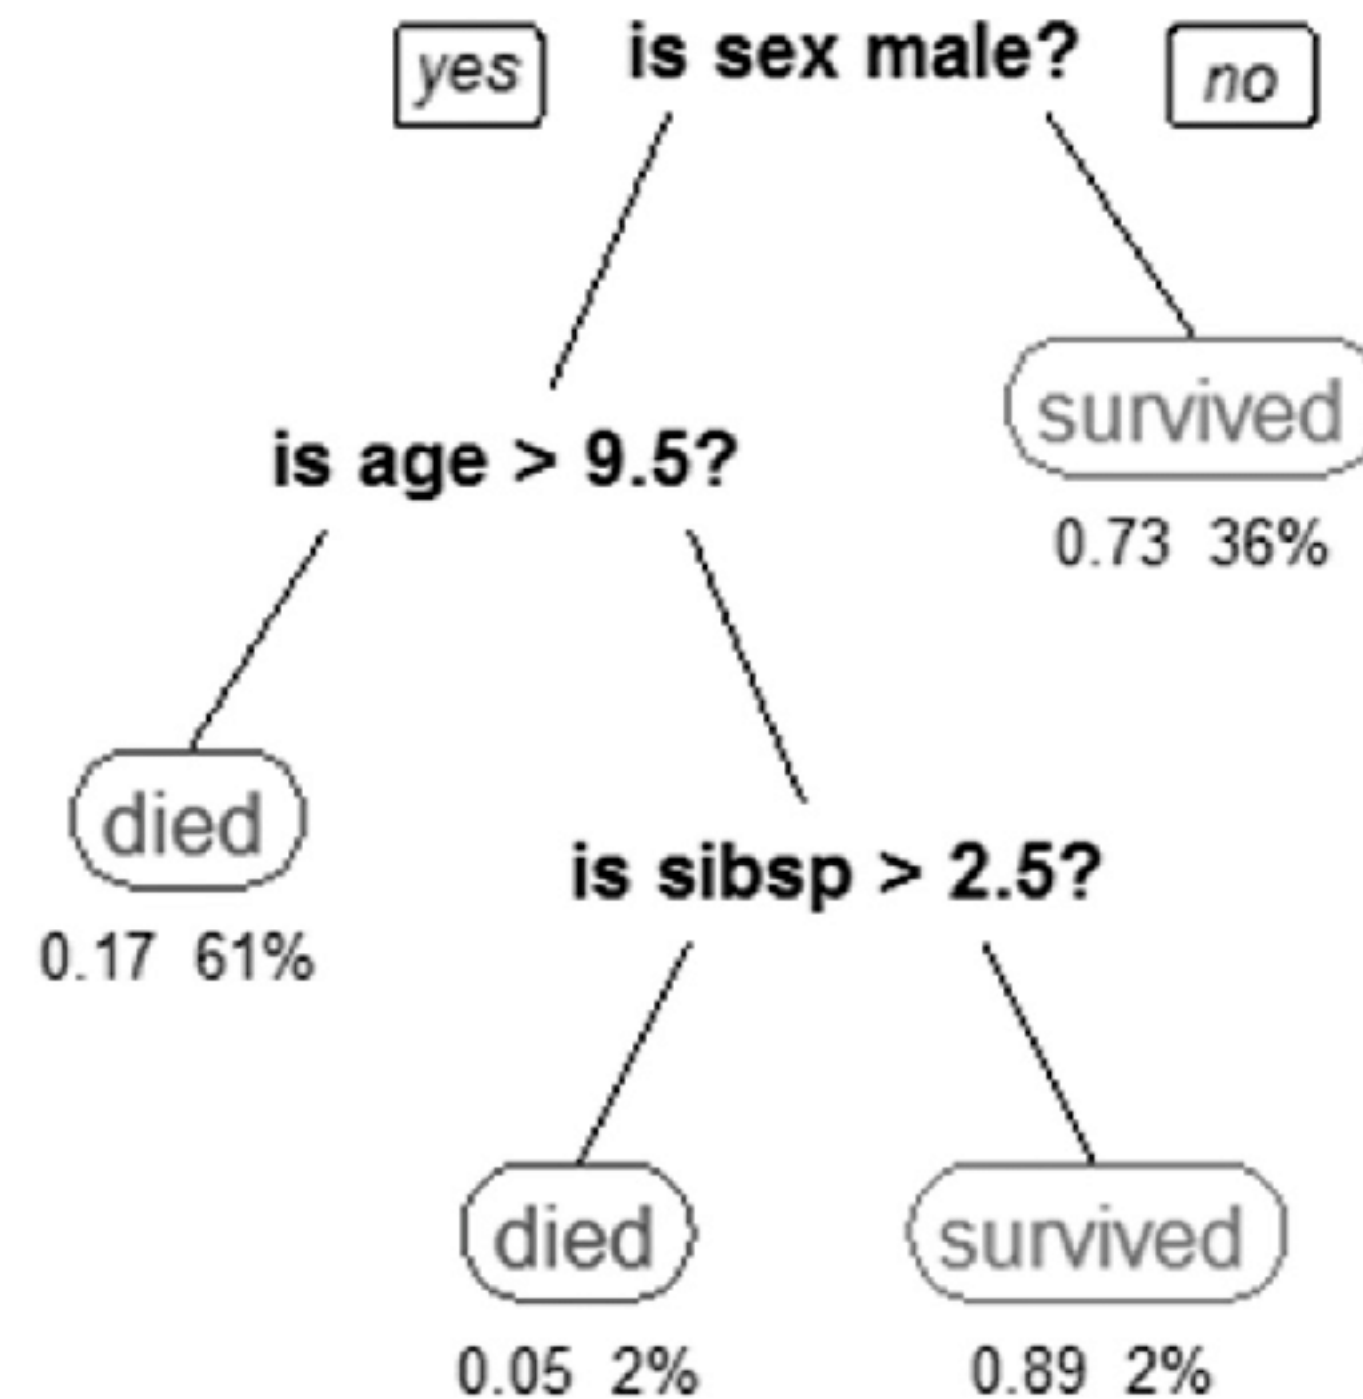 yes is sex male? no
survived
0.73 36%
is age > 9.5?
died
0.17 61%
is sibsp > 2.5?
died survived
0.05 2% 0.89 2%